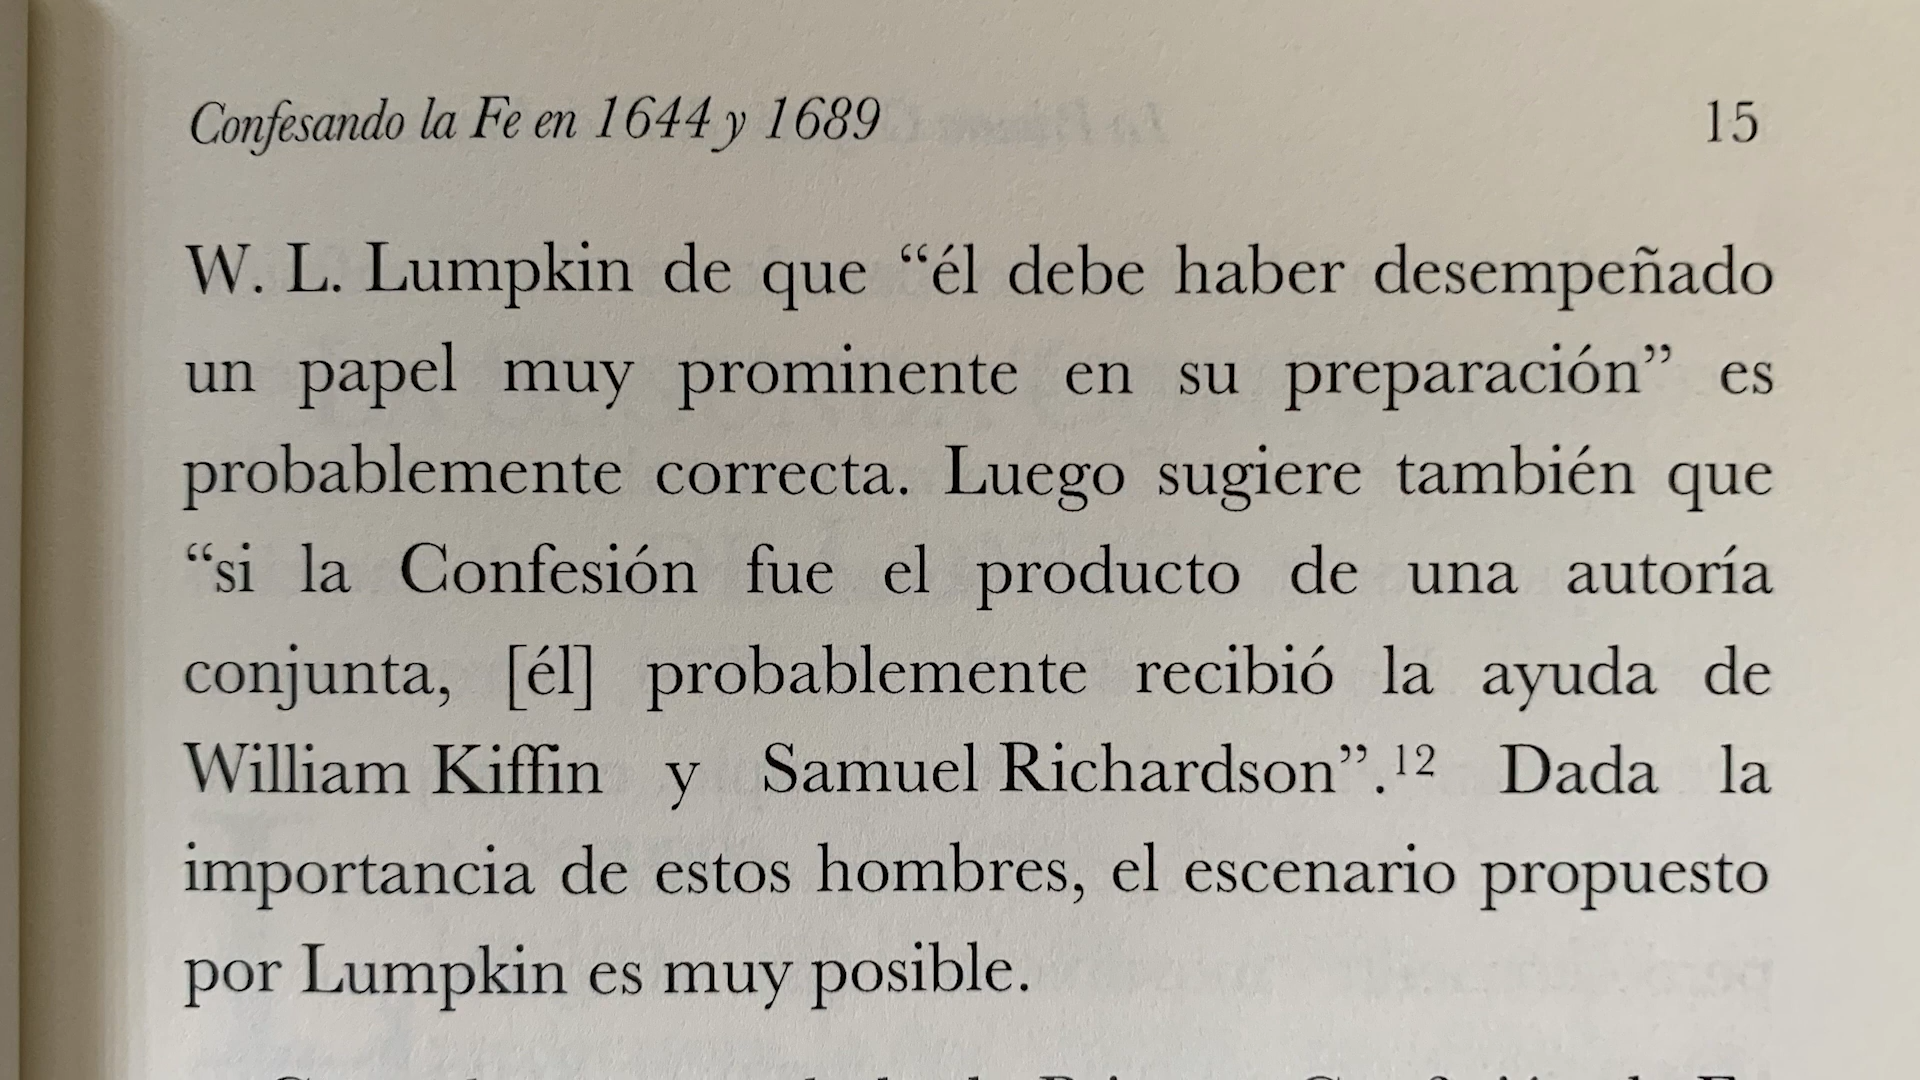 Confesando la Fe en 1644 y 1689 15
W. L. Lumpkin de que “él debe haber desempeñado
un papel muy prominente en su preparación” es
probablemente correcta. Luego sugiere también que
“si la Confesión fue el producto de una autoría
conjunta, [él] probablemente recibió la ayuda de
William Kiffin y Samuel Richardson”.¹² Dada la
importancia de estos hombres, el escenario propuesto
por Lumpkin es muy posible.